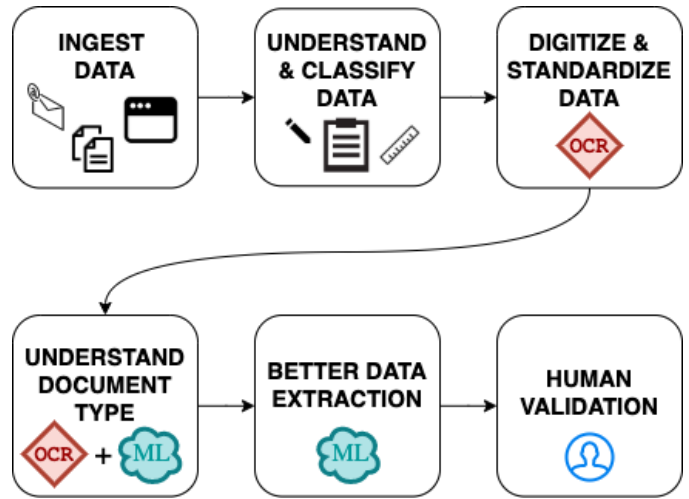 INGEST
DATA
UNDERSTAND
& CLASSIFY
DATA
DIGITIZE &
STANDARDIZE
DATA
@
OCR
UNDERSTAND
DOCUMENT
TYPE
OCR + ML
BETTER DATA
EXTRACTION
ML
HUMAN
VALIDATION